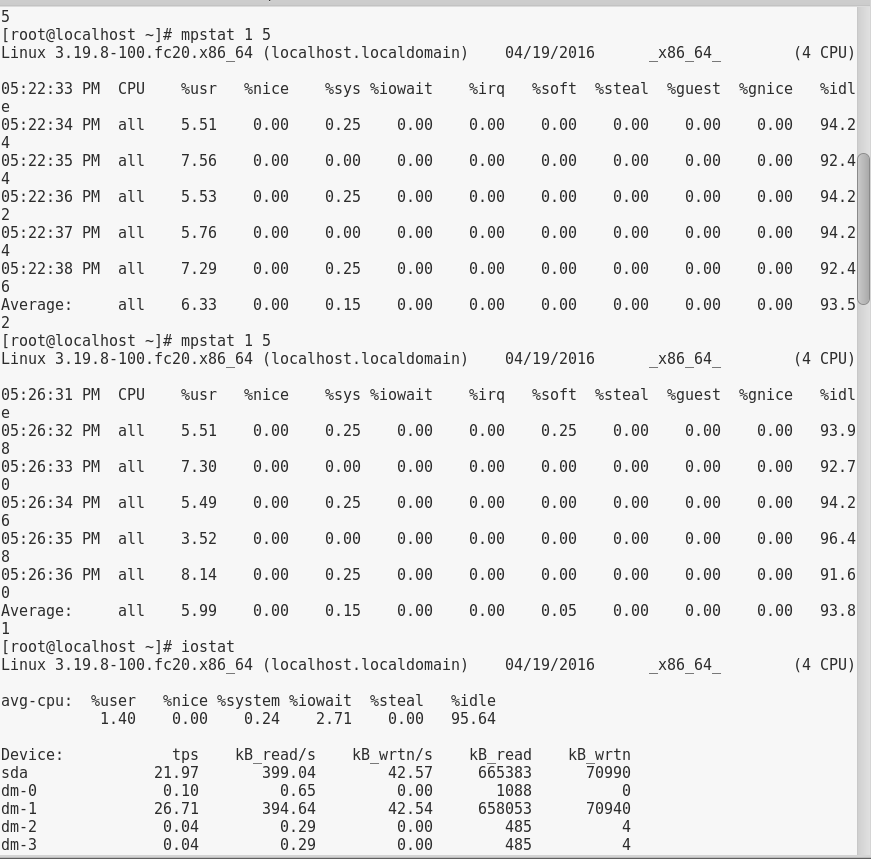 5
[root@localhost ~]# mpstat 1 5
Linux 3.19.8-100.fc20.x86_64 (localhost.localdomain)    04/19/2016      _x86_64_        (4 CPU)

05:22:33 PM  CPU    %usr   %nice    %sys %iowait    %irq   %soft  %steal  %guest  %gnice   %idl
e
05:22:34 PM  all    5.51    0.00    0.25    0.00    0.00    0.00    0.00    0.00    0.00   94.2
4
05:22:35 PM  all    7.56    0.00    0.00    0.00    0.00    0.00    0.00    0.00    0.00   92.4
4
05:22:36 PM  all    5.53    0.00    0.25    0.00    0.00    0.00    0.00    0.00    0.00   94.2
2
05:22:37 PM  all    5.76    0.00    0.00    0.00    0.00    0.00    0.00    0.00    0.00   94.2
4
05:22:38 PM  all    7.29    0.00    0.25    0.00    0.00    0.00    0.00    0.00    0.00   92.4
6
Average:     all    6.33    0.00    0.15    0.00    0.00    0.00    0.00    0.00    0.00   93.5
2
[root@localhost ~]# mpstat 1 5
Linux 3.19.8-100.fc20.x86_64 (localhost.localdomain)    04/19/2016      _x86_64_        (4 CPU)

05:26:31 PM  CPU    %usr   %nice    %sys %iowait    %irq   %soft  %steal  %guest  %gnice   %idl
e
05:26:32 PM  all    5.51    0.00    0.25    0.00    0.00    0.25    0.00    0.00    0.00   93.9
8
05:26:33 PM  all    7.30    0.00    0.00    0.00    0.00    0.00    0.00    0.00    0.00   92.7
0
05:26:34 PM  all    5.49    0.00    0.25    0.00    0.00    0.00    0.00    0.00    0.00   94.2
6
05:26:35 PM  all    3.52    0.00    0.00    0.00    0.00    0.00    0.00    0.00    0.00   96.4
8
05:26:36 PM  all    8.14    0.00    0.25    0.00    0.00    0.00    0.00    0.00    0.00   91.6
0
Average:     all    5.99    0.00    0.15    0.00    0.00    0.05    0.00    0.00    0.00   93.8
1
[root@localhost ~]# iostat
Linux 3.19.8-100.fc20.x86_64 (localhost.localdomain)    04/19/2016      _x86_64_        (4 CPU)

avg-cpu:  %user   %nice %system %iowait  %steal   %idle
           1.40    0.00    0.24    2.71    0.00   95.64

Device:            tps    kB_read/s    kB_wrtn/s    kB_read    kB_wrtn
sda              21.97       399.04        42.57     665383      70990
dm-0              0.10         0.65         0.00       1088          0
dm-1             26.71       394.64        42.54     658053      70940
dm-2              0.04         0.29         0.00        485          4
dm-3              0.04         0.29         0.00        485          4